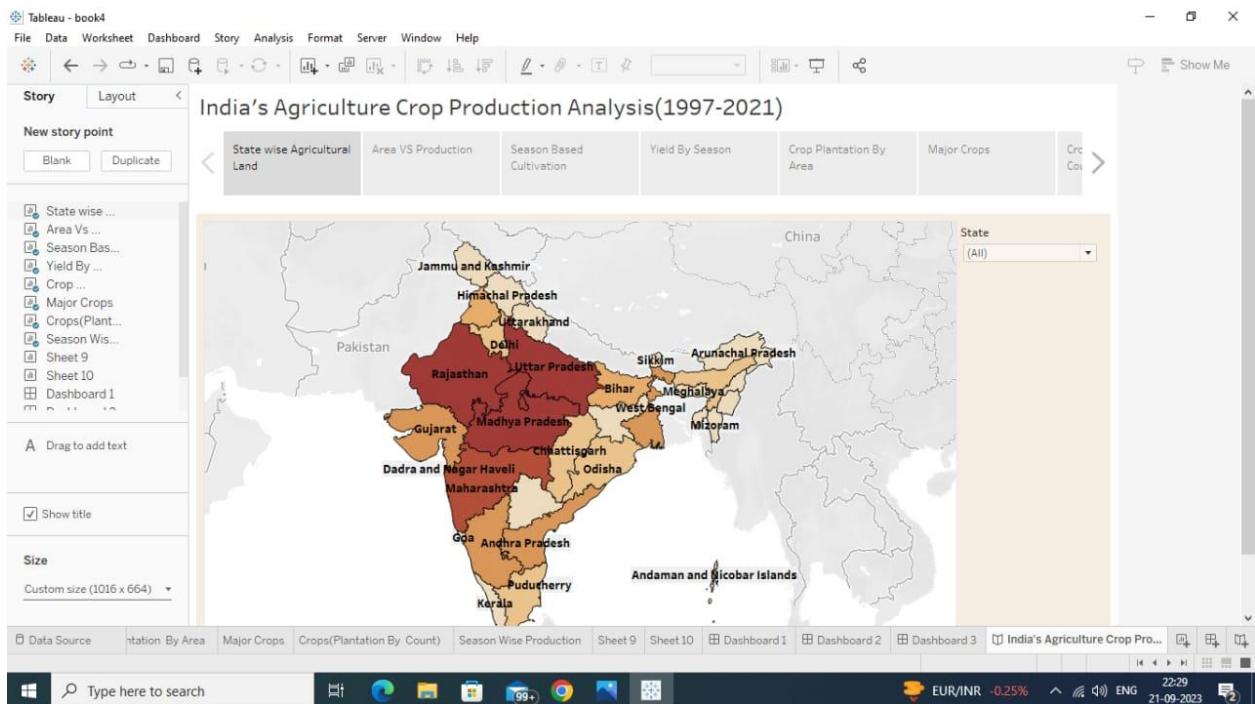 Tableau - book4
File Data Worksheet Dashboard Story Analysis Format Server Window Help
Show Me
Story Layout
New story point
Blank Duplicate
State wise ...
Area Vs ...
Season Bas...
Yield By ...
Crop ...
Major Crops
Crops(Plant...
Season Wis...
Sheet 9
Sheet 10
Dashboard 1
A Drag to add text
Show title
Size
Custom size (1016 x 664)
India's Agriculture Crop Production Analysis(1997-2021)
State wise Agricultural Land
Area VS Production
Season Based Cultivation
Yield By Season
Crop Plantation By Area
Major Crops
China
State
(All)
Jammu and Kashmir
Himachal Pradesh
Uttarakhand
Pakistan
Delhi
Sikkim
Arunachal Pradesh
Rajasthan
Uttar Pradesh
Bihar
Meghalaya
West Bengal
Gujarat
Madhya Pradesh
Mizoram
Chhattisgarh
Dadra and Nagar Haveli
Odisha
Maharashtra
Goa
Andhra Pradesh
Andaman and Nicobar Islands
Puducherry
Kerala
Data Source ntation By Area Major Crops Crops(Plantation By Count) Season Wise Production Sheet 9 Sheet 10 Dashboard 1 Dashboard 2 Dashboard 3 India's Agriculture Crop Pro...
Type here to search
99+
EUR/INR -0.25%
ENG
22:29
21-09-2023
2